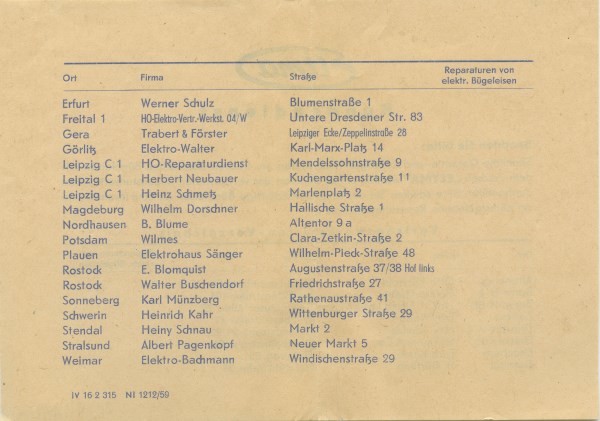 Ort Firma Straße Reparaturen von
elektr. Bügeleisen
Erfurt Werner Schulz Blumenstraße 1
Freital 1 HO-Elektro-Vertr.-Werkst. 04/W Untere Dresdener Str. 83
Gera Trabert & Förster Leipziger Ecke/Zeppelinstraße 28
Görlitz Elektro-Walter Karl-Marx-Platz 14
Leipzig C 1 HO-Reparaturdienst Mendelssohnstraße 9
Leipzig C 1 Herbert Neubauer Kuchengartenstraße 11
Leipzig C 1 Heinz Schmetz Marienplatz 2
Magdeburg Wilhelm Dorschner Hallische Straße 1
Nordhausen B. Blume Altentor 9 a
Potsdam Wilmes Clara-Zetkin-Straße 2
Plauen Elektrohaus Sänger Wilhelm-Pieck-Straße 48
Rostock E. Blomquist Augustenstraße 37/38 Hof links
Rostock Walter Buschendorf Friedrichstraße 27
Sonneberg Karl Münzberg Rathenaustraße 41
Schwerin Heinrich Kahr Wittenburger Straße 29
Stendal Heiny Schnau Markt 2
Stralsund Albert Pagenkopf Neuer Markt 5
Weimar Elektro-Bachmann Windischenstraße 29
IV 16 2 315 NI 1212/59